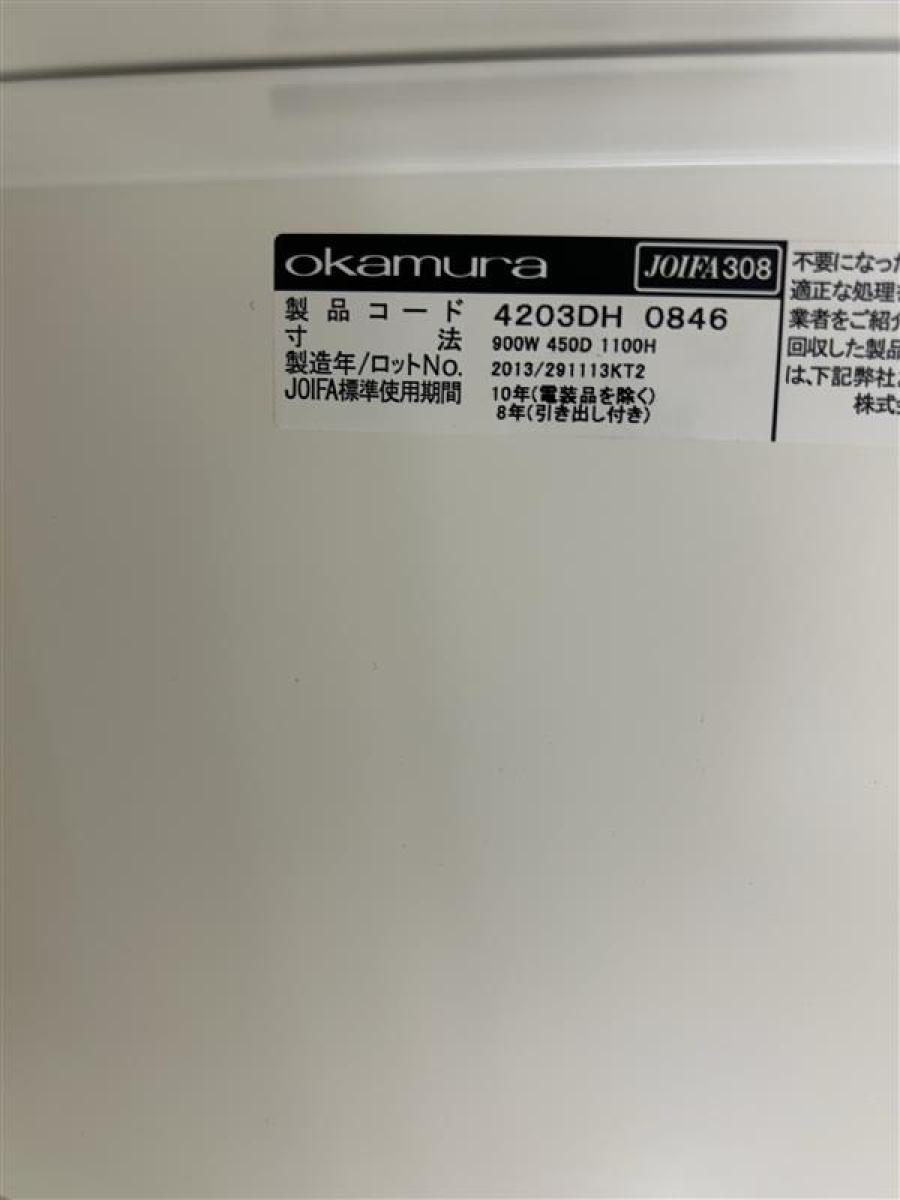 okamura JOIFA308
製品コード 4203DH 0846
寸法 900W 450D 1100H
製造年/ロットNo. 2013/291113KT2
JOIFA標準使用期間 10年(電装品を除く)
8年(引き出し付き)
不要になった
適正な処理
業者をご紹介
回収した製品
は、下記弊社
株式